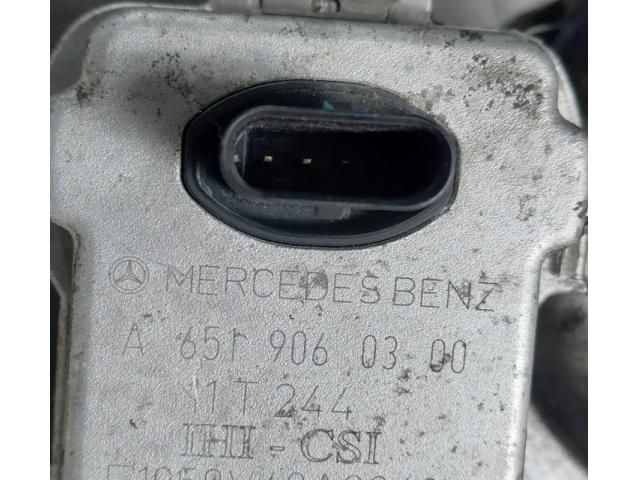 MERCEDES BENZ
A 651 906 03 00
11 T 244
IHI - CSI